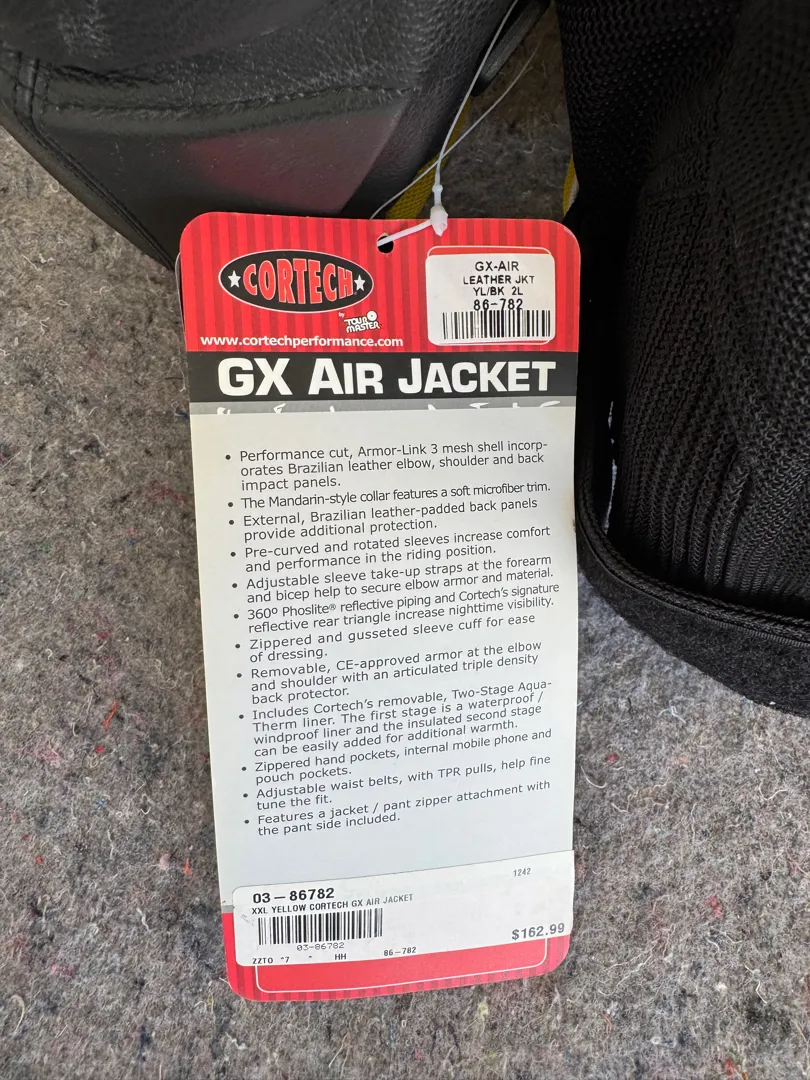 CORTECH
by TOUR MASTER
www.cortechperformance.com
GX-AIR
LEATHER JKT
YL/BK 2L
86-782
GX AIR JACKET
• Performance cut, Armor-Link 3 mesh shell incorp-
orates Brazilian leather elbow, shoulder and back
impact panels.
• The Mandarin-style collar features a soft microfiber trim.
• External, Brazilian leather-padded back panels
provide additional protection.
• Pre-curved and rotated sleeves increase comfort
and performance in the riding position.
• Adjustable sleeve take-up straps at the forearm
and bicep help to secure elbow armor and material.
• 360º Phoslite® reflective piping and Cortech's signature
reflective rear triangle increase nighttime visibility.
• Zippered and gusseted sleeve cuff for ease
of dressing.
• Removable, CE-approved armor at the elbow
and shoulder with an articulated triple density
back protector.
• Includes Cortech's removable, Two-Stage Aqua-
Therm liner. The first stage is a waterproof /
windproof liner and the insulated second stage
can be easily added for additional warmth.
• Zippered hand pockets, internal mobile phone and
pouch pockets.
• Adjustable waist belts, with TPR pulls, help fine
tune the fit.
• Features a jacket / pant zipper attachment with
the pant side included.
1242
03-86782
XXL YELLOW CORTECH GX AIR JACKET
03-86782
$162.99
ZZTO ^7 - HH 86-782